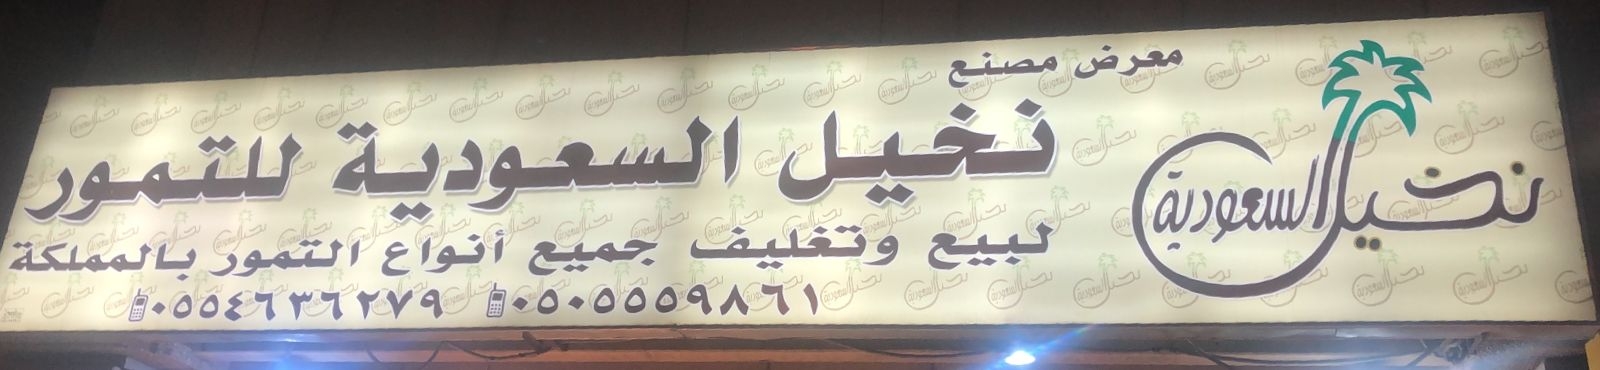 معرض مصنع
نخيل السعودية للتمور
لبيع وتغليف جميع أنواع التمور بالمملكة
٠٥٠٥٥٥٩٨٦١ ٠٥٥٤٦٣٦٢٧٩
نخيل السعودية